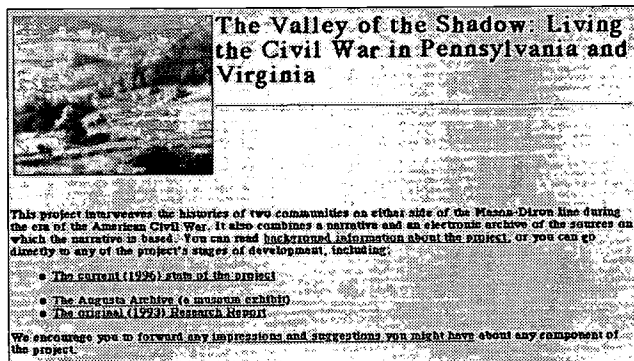 The Valley of the Shadow: Living
the Civil War in Pennsylvania and
Virginia
This project interweaves the histories of two communities on either side of the Mason-Dixon line during
the era of the American Civil War. It also combines a narrative and an electronic archive of the sources on
which the narrative is based. You can read background information about the project, or you can go
directly to any of the project's stages of development, including:
The current (1996) state of the project
The Augusta Archive (a museum exhibit)
The original (1993) Research Report
We encourage you to forward any impressions and suggestions you might have about any component of
the project.